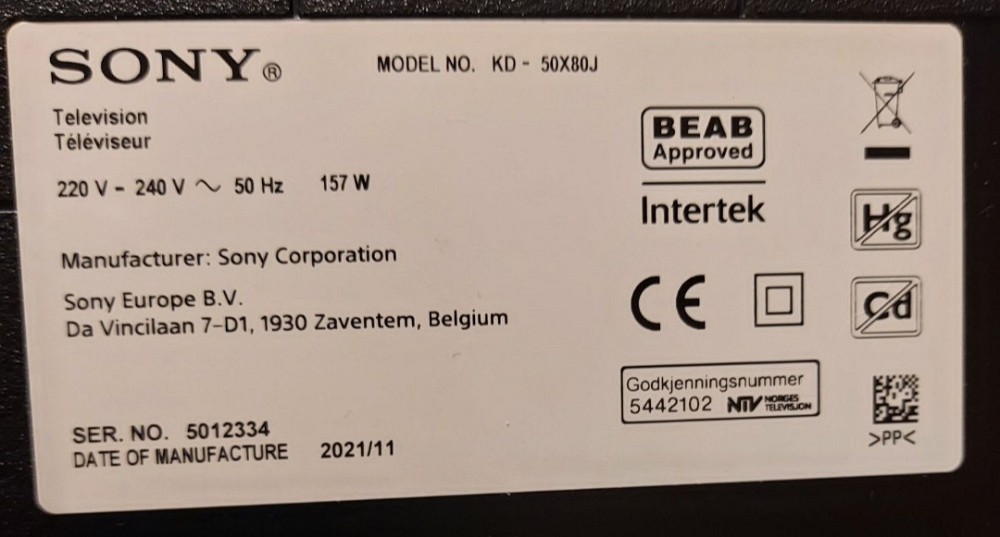 SONY®
MODEL NO. KD - 50X80J
Television
Téléviseur
220 V - 240 V ~ 50 Hz 157 W
BEAB
Approved
Intertek
Manufacturer: Sony Corporation
Sony Europe B.V.
Da Vincilaan 7-D1, 1930 Zaventem, Belgium
CE
Hg
Cd
Godkjenningsnummer
5442102 NTV NORGES
TELEVISJON
SER. NO. 5012334
DATE OF MANUFACTURE 2021/11
>PP<